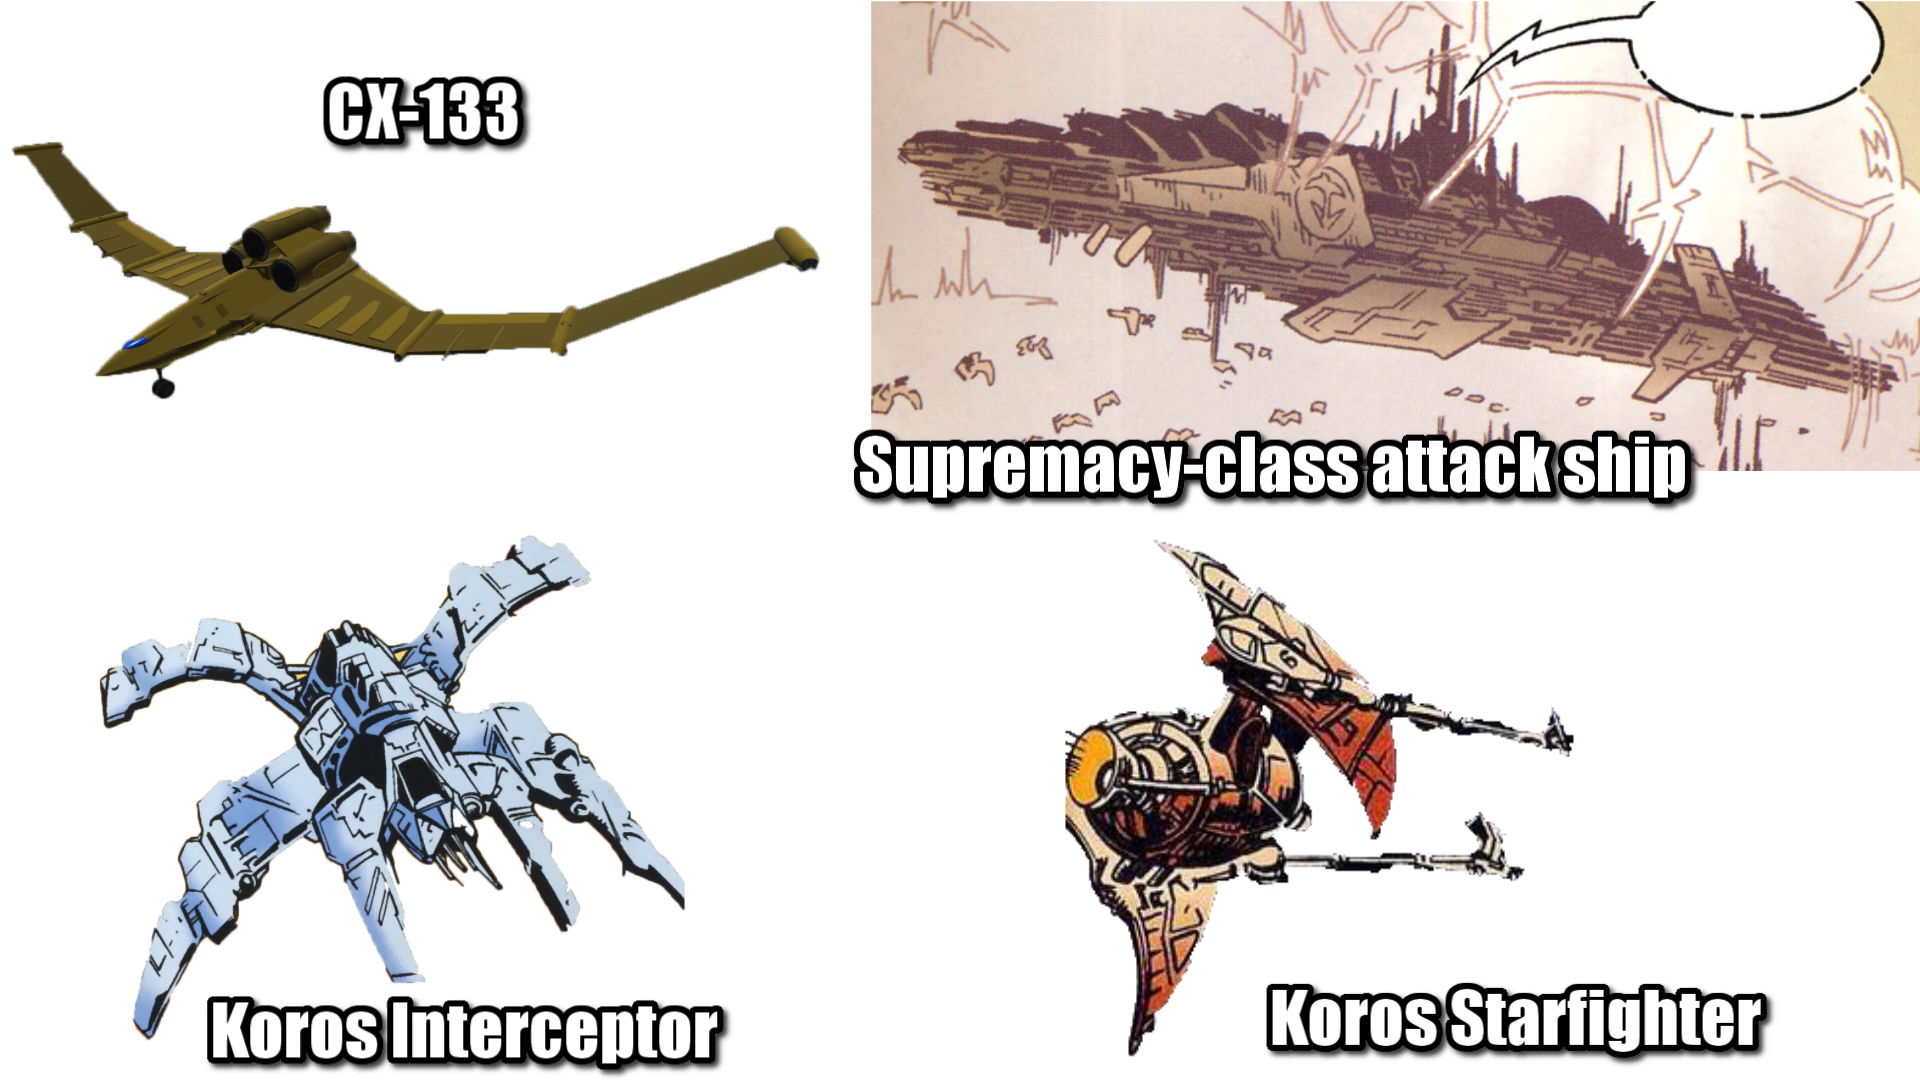 CX-133
Supremacy-class attack ship
Koros Interceptor
Koros Starfighter